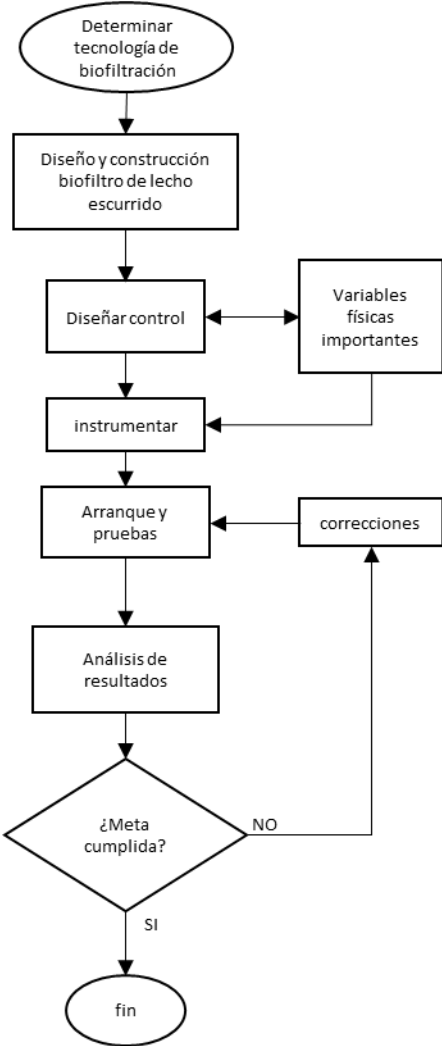 Determinar
tecnología de
biofiltración
Diseño y construcción
biofiltro de lecho
escurrido
Diseñar control
Variables
físicas
importantes
instrumentar
Arranque y
pruebas
correcciones
Análisis de
resultados
¿Meta
cumplida?
NO
SI
fin